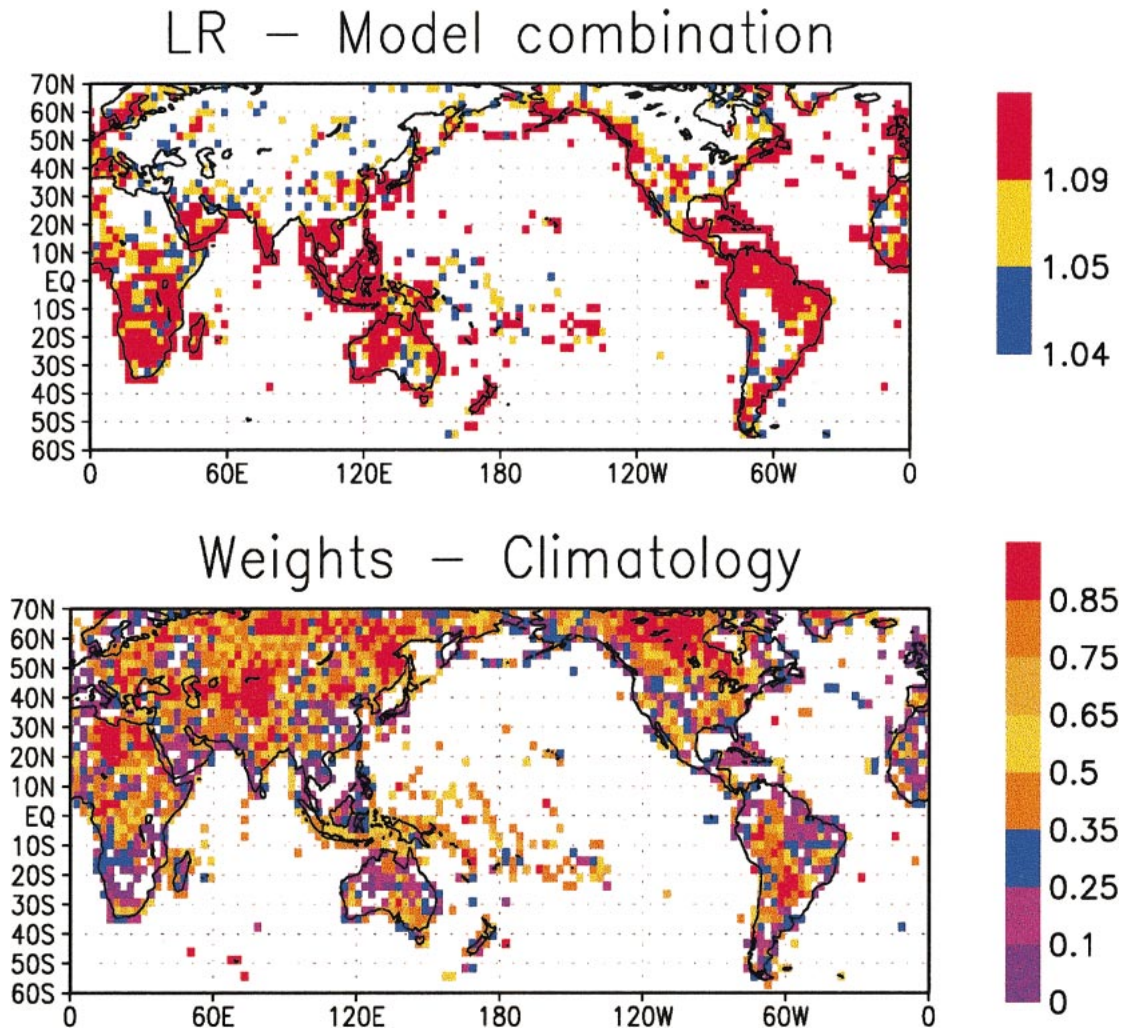 LR – Model combination
70N
60N
50N
40N
30N
20N
10N
EQ
10S
20S
30S
40S
50S
60S
0 60E 120E 180 120W 60W 0
1.09
1.05
1.04
Weights – Climatology
70N
60N
50N
40N
30N
20N
10N
EQ
10S
20S
30S
40S
50S
60S
0 60E 120E 180 120W 60W 0
0.85
0.75
0.65
0.5
0.35
0.25
0.1
0